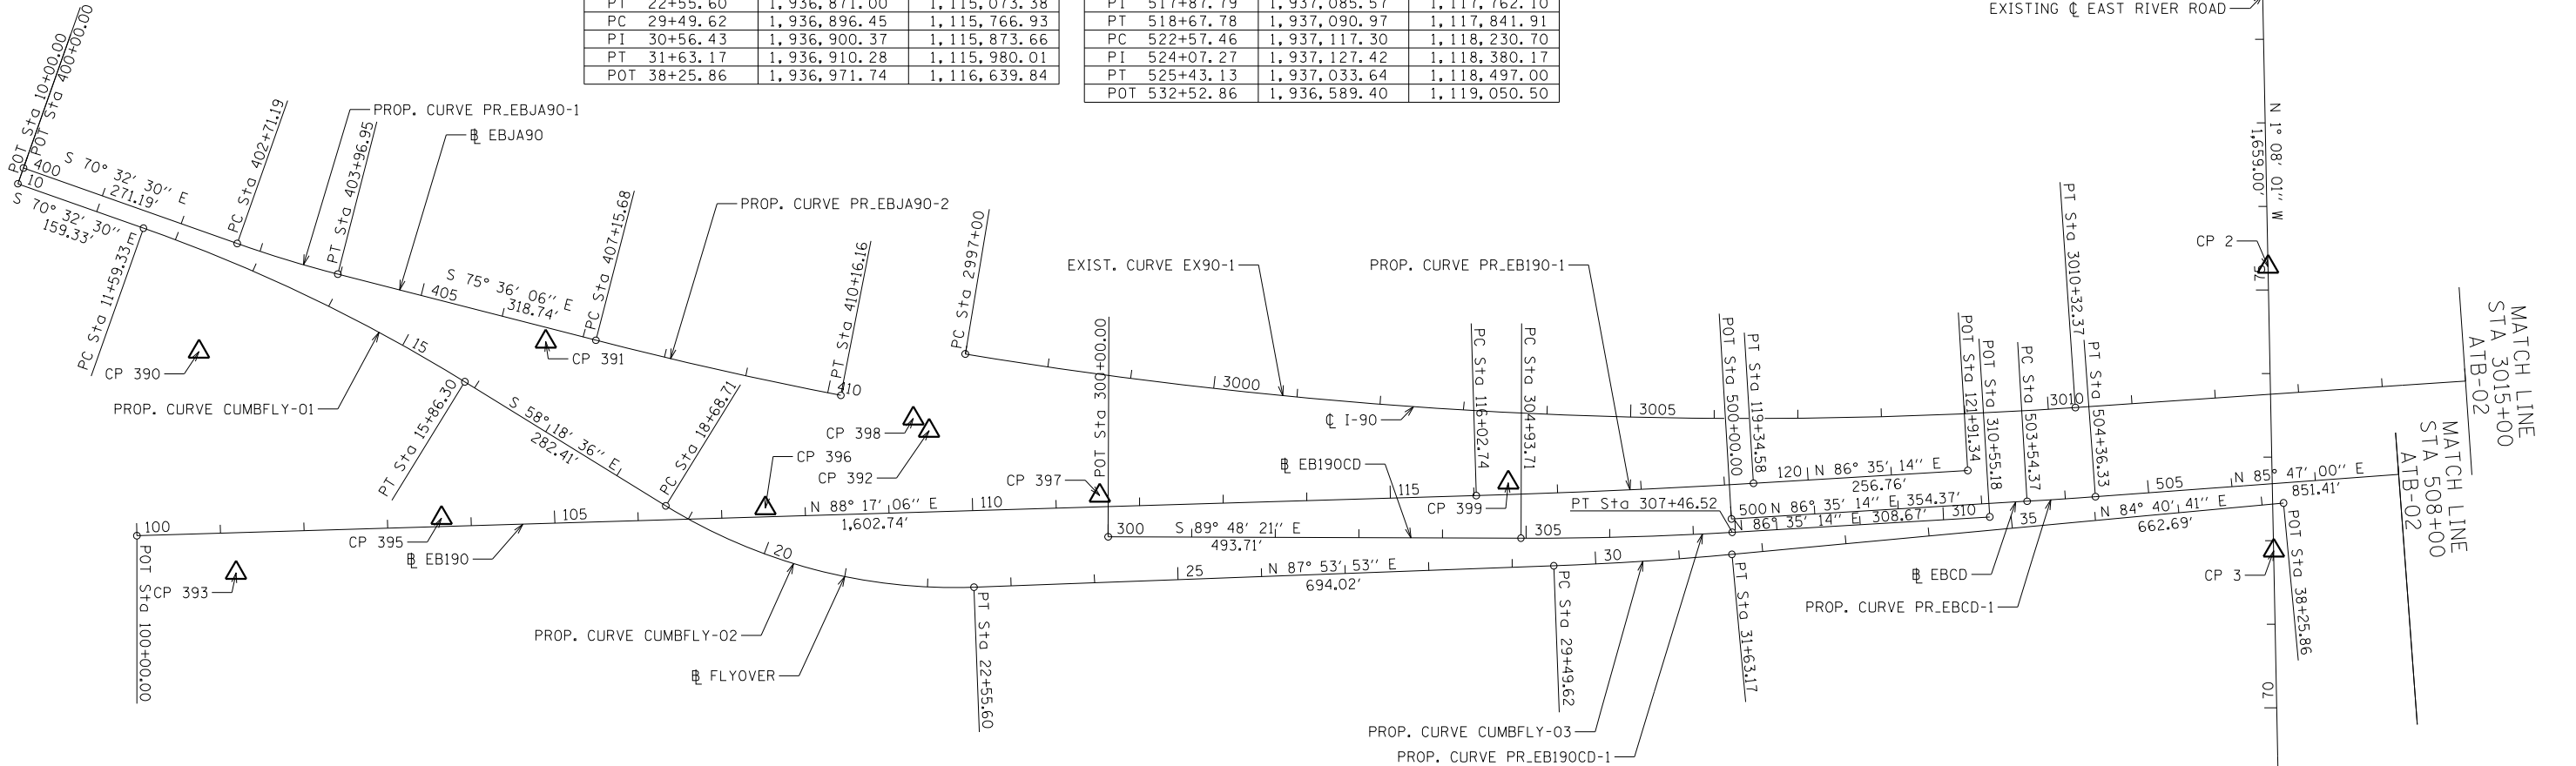 PT 22+55.60 1,936,871.00 1,115,073.38
PC 29+49.62 1,936,896.45 1,115,766.93
PI 30+56.43 1,936,900.37 1,115,873.66
PT 31+63.17 1,936,910.28 1,115,980.01
POT 38+25.86 1,936,971.74 1,116,639.84
PI 517+87.79 1,937,085.57 1,117,762.10
PT 518+67.78 1,937,090.97 1,117,841.91
PC 522+57.46 1,937,117.30 1,118,230.70
PI 524+07.27 1,937,127.42 1,118,380.17
PT 525+43.13 1,937,033.64 1,118,497.00
POT 532+52.86 1,936,589.40 1,119,050.50
EXISTING ℄ EAST RIVER ROAD
POT Sta 10+00.00
POT Sta 400+00.00
400
10
S 70° 32' 30'' E
271.19'
S 70° 32' 30'' E
159.33'
PC Sta 11+59.33
PC Sta 402+71.19
PT Sta 403+96.95
PROP. CURVE PR_EBJA90-1
℄ EBJA90
405
S 75° 36' 06'' E
318.74'
PC Sta 407+15.68
PROP. CURVE PR_EBJA90-2
PT Sta 410+16.16
410
CP 390
CP 391
PROP. CURVE CUMBFLY-01
15
PT Sta 15+86.30
S 58° 18' 36'' E
282.41'
PC Sta 18+68.71
CP 398
CP 392
CP 396
PC Sta 2997+00
EXIST. CURVE EX90-1
3000
℄ I-90
3005
3010
PT Sta 3010+32.37
N 1° 08' 01'' W
1,659.00'
CP 2
75
MATCH LINE
STA 3015+00
ATB-02
MATCH LINE
STA 508+00
ATB-02
100
POT Sta 100+00.00
CP 393
CP 395
℄ EB190
105
N 88° 17' 06'' E
1,602.74'
110
CP 397
POT Sta 300+00.00
300
S 89° 48' 21'' E
493.71'
℄ EB190CD
305
PROP. CURVE PR_EB190-1
115
PC Sta 116+02.74
PC Sta 304+93.71
CP 399
PT Sta 307+46.52
POT Sta 500+00.00
PT Sta 119+34.58
120
N 86° 35' 14'' E
256.76'
POT Sta 121+91.34
POT Sta 310+55.18
PC Sta 503+54.37
PT Sta 504+36.33
500
N 86° 35' 14'' E
354.37'
N 86° 35' 14'' E
308.67'
310
505
N 85° 47' 00'' E
851.41'
35
N 84° 40' 41'' E
662.69'
℄ EBCD
PROP. CURVE PR_EBCD-1
CP 3
POT Sta 38+25.86
70
20
PROP. CURVE CUMBFLY-02
℄ FLYOVER
PT Sta 22+55.60
25
N 87° 53' 53'' E
694.02'
PC Sta 29+49.62
30
PT Sta 31+63.17
PROP. CURVE CUMBFLY-03
PROP. CURVE PR_EB190CD-1